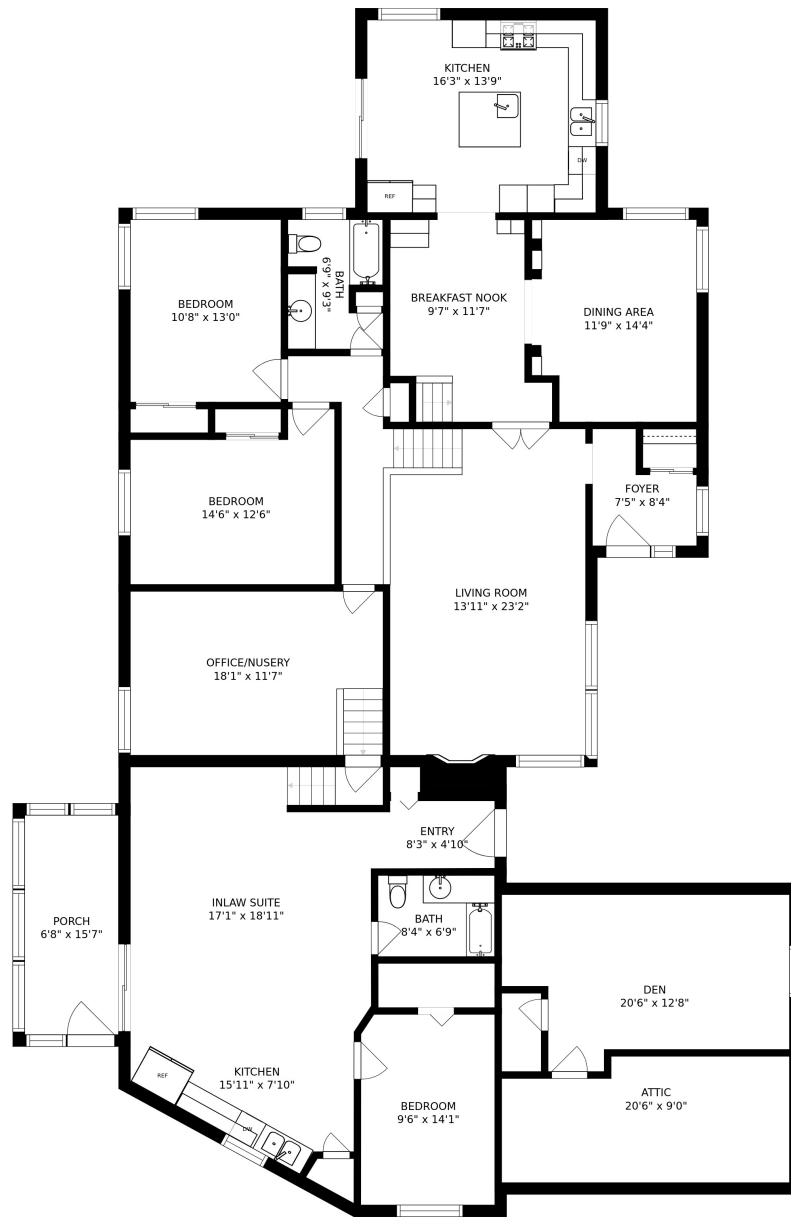 KITCHEN
16'3" x 13'9"
DW
REF
BEDROOM
10'8" x 13'0"
BATH
6'9" x 9'3"
BREAKFAST NOOK
9'7" x 11'7"
DINING AREA
11'9" x 14'4"
BEDROOM
14'6" x 12'6"
FOYER
7'5" x 8'4"
LIVING ROOM
13'11" x 23'2"
OFFICE/NUSERY
18'1" x 11'7"
ENTRY
8'3" x 4'10"
INLAW SUITE
17'1" x 18'11"
PORCH
6'8" x 15'7"
BATH
8'4" x 6'9"
DEN
20'6" x 12'8"
KITCHEN
15'11" x 7'10"
REF
DW
BEDROOM
9'6" x 14'1"
ATTIC
20'6" x 9'0"